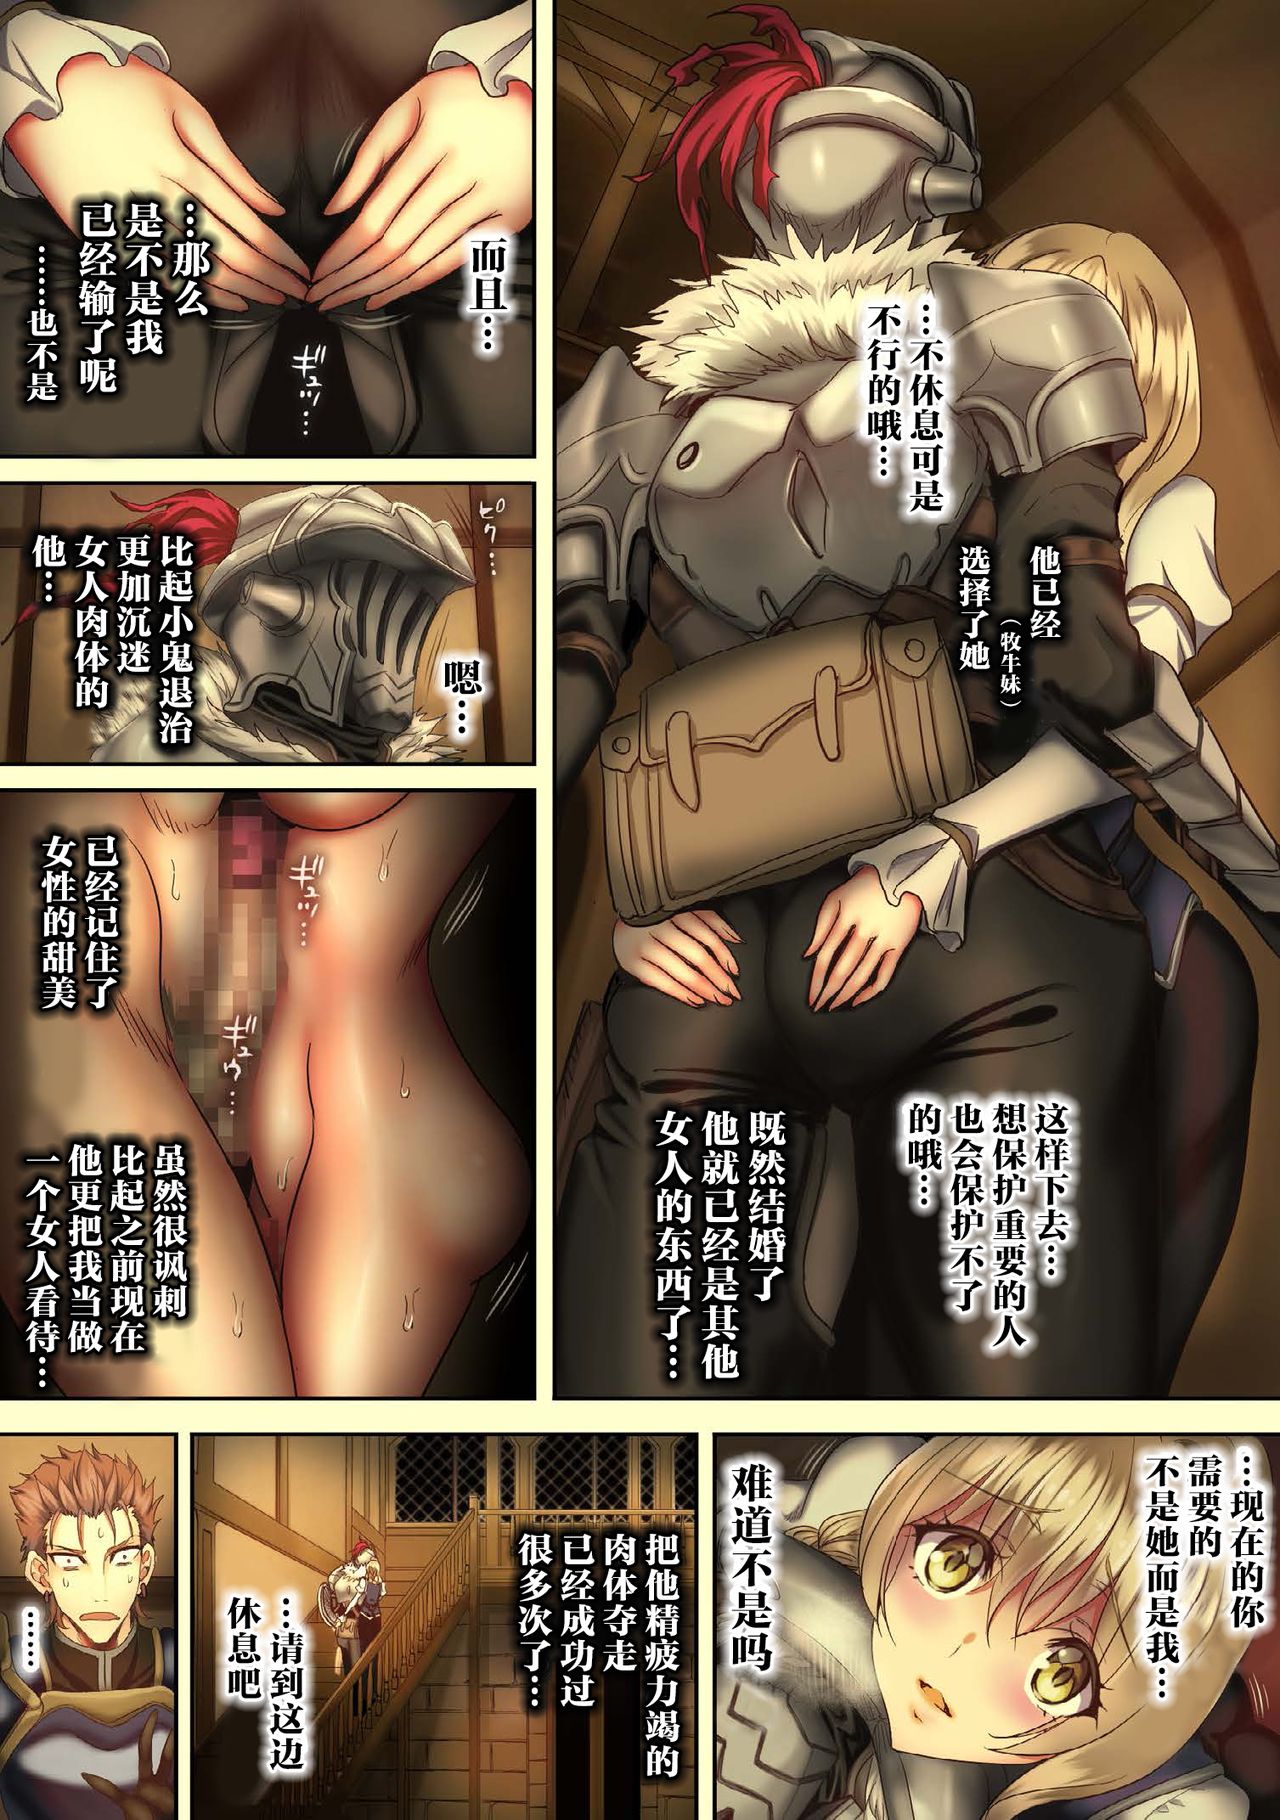 …不休息可是
不行的哦…
他已经
选择了她
（牧牛妹）
这样下去…
想保护重要的人
也会保护不了
的哦…
既然结婚了
他就已经是其他
女人的东西了…
而且…
…那么
是不是我
已经输了呢
……也不是
ギュッ…
ピク…
嗯…
比起小鬼退治
更加沉迷
女人肉体的
他…
已经记住了
女性的甜美
ギュッ…
ギュウ…
虽然很讽刺
比起之前现在
他更把我当做
一个女人看待…
…现在的你
需要的
不是她而是我…
难道不是吗
把他精疲力竭的
肉体夺走
已经成功过
很多次了…
…请到这边
休息吧
……